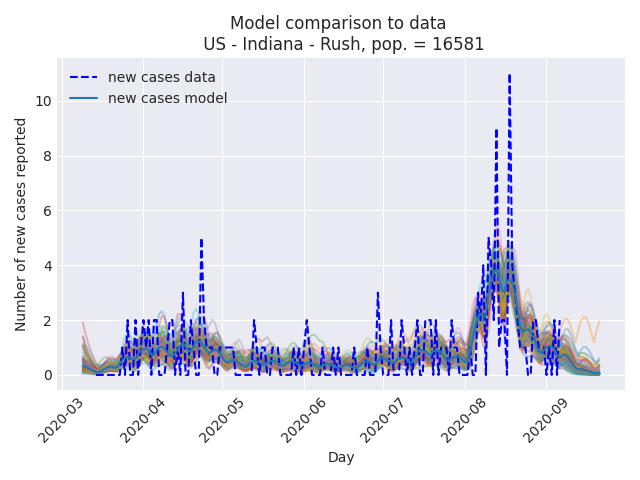 Model comparison to data
US - Indiana - Rush, pop. = 16581
new cases data
new cases model
Number of new cases reported
10
8
6
4
2
0
2020-03
2020-04
2020-05
2020-06
2020-07
2020-08
2020-09
Day